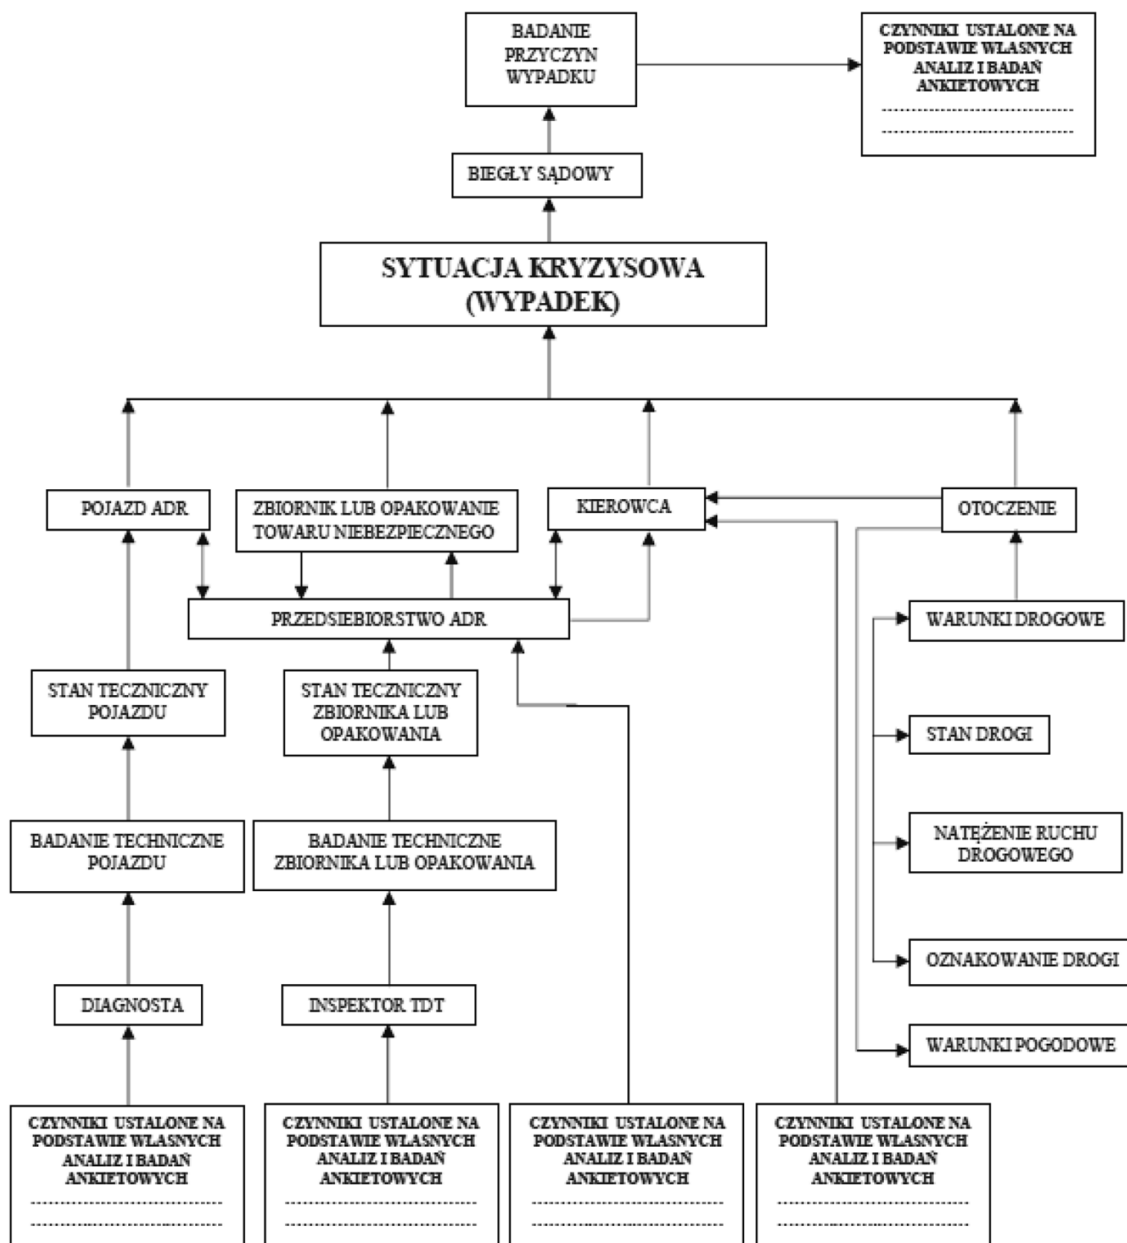 BADANIE
PRZYCZYN
WYPADKU
CZYNNIKI USTALONE NA
PODSTAWIE WŁASNYCH
ANALIZ I BADAŃ
ANKIETOWYCH
BIEGŁY SĄDOWY
SYTUACJA KRYZYSOWA
(WYPADEK)
POJAZD ADR
ZBIORNIK LUB OPAKOWANIE
TOWARU NIEBEZPIECZNEGO
KIEROWCA
OTOCZENIE
PRZEDSIEBIORSTWO ADR
WARUNKI DROGOWE
STAN TECZNICZNY
POJAZDU
STAN TECZNICZNY
ZBIORNIKA LUB
OPAKOWANIA
STAN DROGI
BADANIE TECHNICZNE
POJAZDU
BADANIE TECHNICZNE
ZBIORNIKA LUB OPAKOWANIA
NATĘŻENIE RUCHU
DROGOWEGO
OZNAKOWANIE DROGI
DIAGNOSTA
INSPEKTOR TDT
WARUNKI POGODOWE
CZYNNIKI USTALONE NA
PODSTAWIE WŁASNYCH
ANALIZ I BADAŃ
ANKIETOWYCH
CZYNNIKI USTALONE NA
PODSTAWIE WŁASNYCH
ANALIZ I BADAŃ
ANKIETOWYCH
CZYNNIKI USTALONE NA
PODSTAWIE WŁASNYCH
ANALIZ I BADAŃ
ANKIETOWYCH
CZYNNIKI USTALONE NA
PODSTAWIE WŁASNYCH
ANALIZ I BADAŃ
ANKIETOWYCH